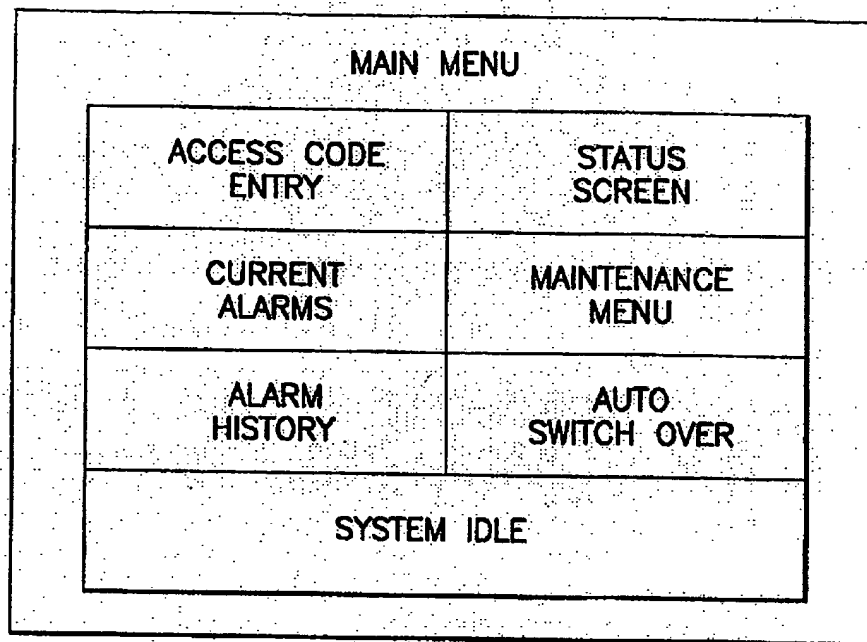 MAIN MENU
ACCESS CODE
ENTRY
STATUS
SCREEN
CURRENT
ALARMS
MAINTENANCE
MENU
ALARM
HISTORY
AUTO
SWITCH OVER
SYSTEM IDLE